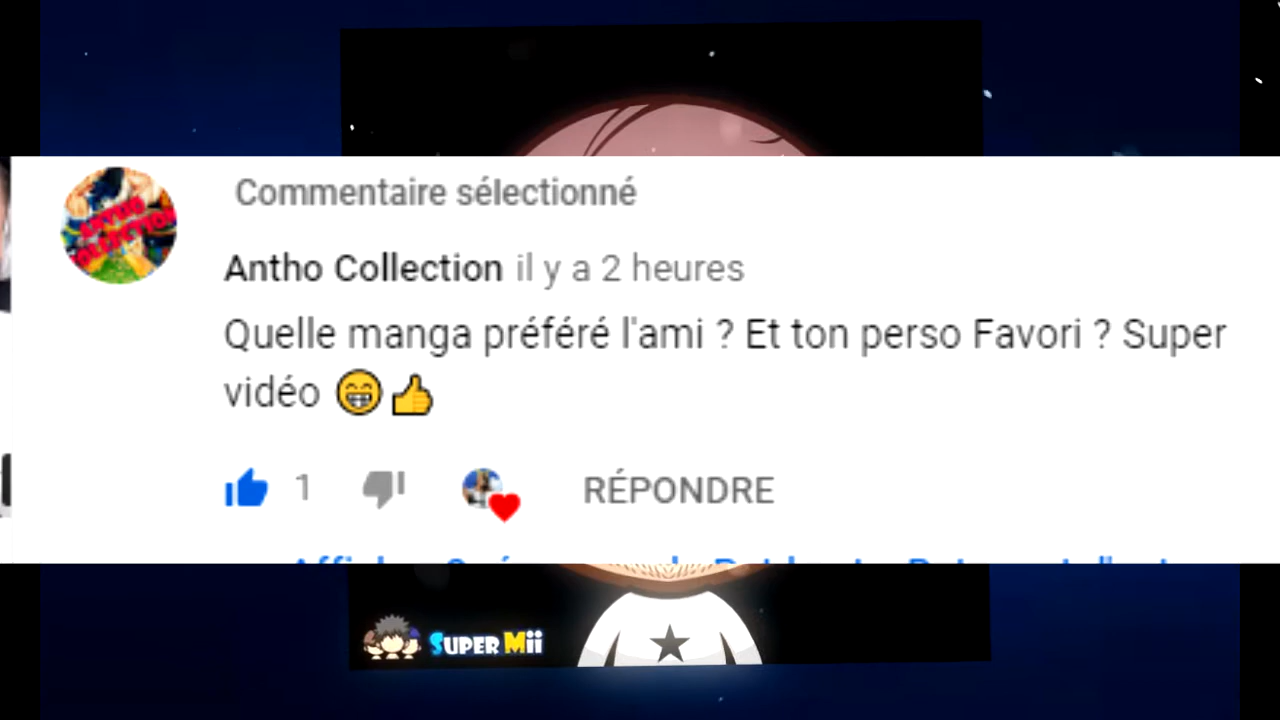 Commentaire sélectionné
Antho Collection il y a 2 heures
Quelle manga préféré l'ami ? Et ton perso Favori ? Super
vidéo 😁👍
1
RÉPONDRE
SUPER Mii